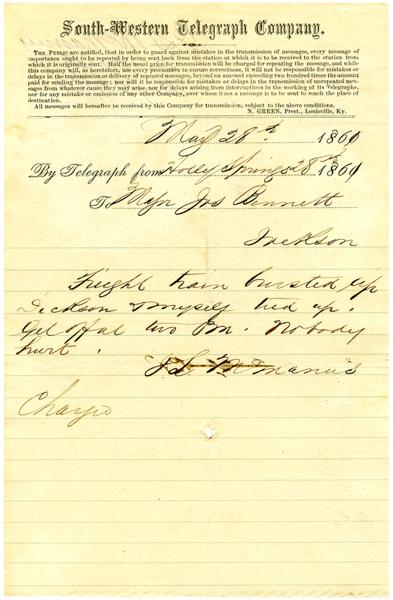 South-Western Telegraph Company.
THE PUBLIC are notified, that in order to guard against mistakes in the transmission of messages, every message of
importance ought to be repeated by being sent back from the station at which it is to be received to the station from
which it is originally sent. Half the usual price for transmission will be charged for repeating the message, and while
this company will, as heretofore, use every precaution to ensure correctness, it will not be responsible for mistakes or
delays in the transmission or delivery of repeated messages, beyond an amount exceeding two hundred times the amount
paid for sending the message; nor will it be responsible for mistakes or delays in the transmission of unrepeated mes-
sages from whatever cause they may arise, nor for delays arising from interruptions in the working of its Telegraphs,
nor for any mistakes or omission of any other Company, over whose lines a message is to be sent to reach the place of
destination.
All messages will hereafter be received by this Company for transmission, subject to the above conditions.
N. GREEN, Prest., Louisville, Ky.
May 28th 1861
By Telegraph from Holly Springs 28th 1861
To Major Jos Bennett
Jackson
Freight train bursted up
Dickson & myself tied up.
Get off at two Pm. Nobody
hurt.
McManus
Charge